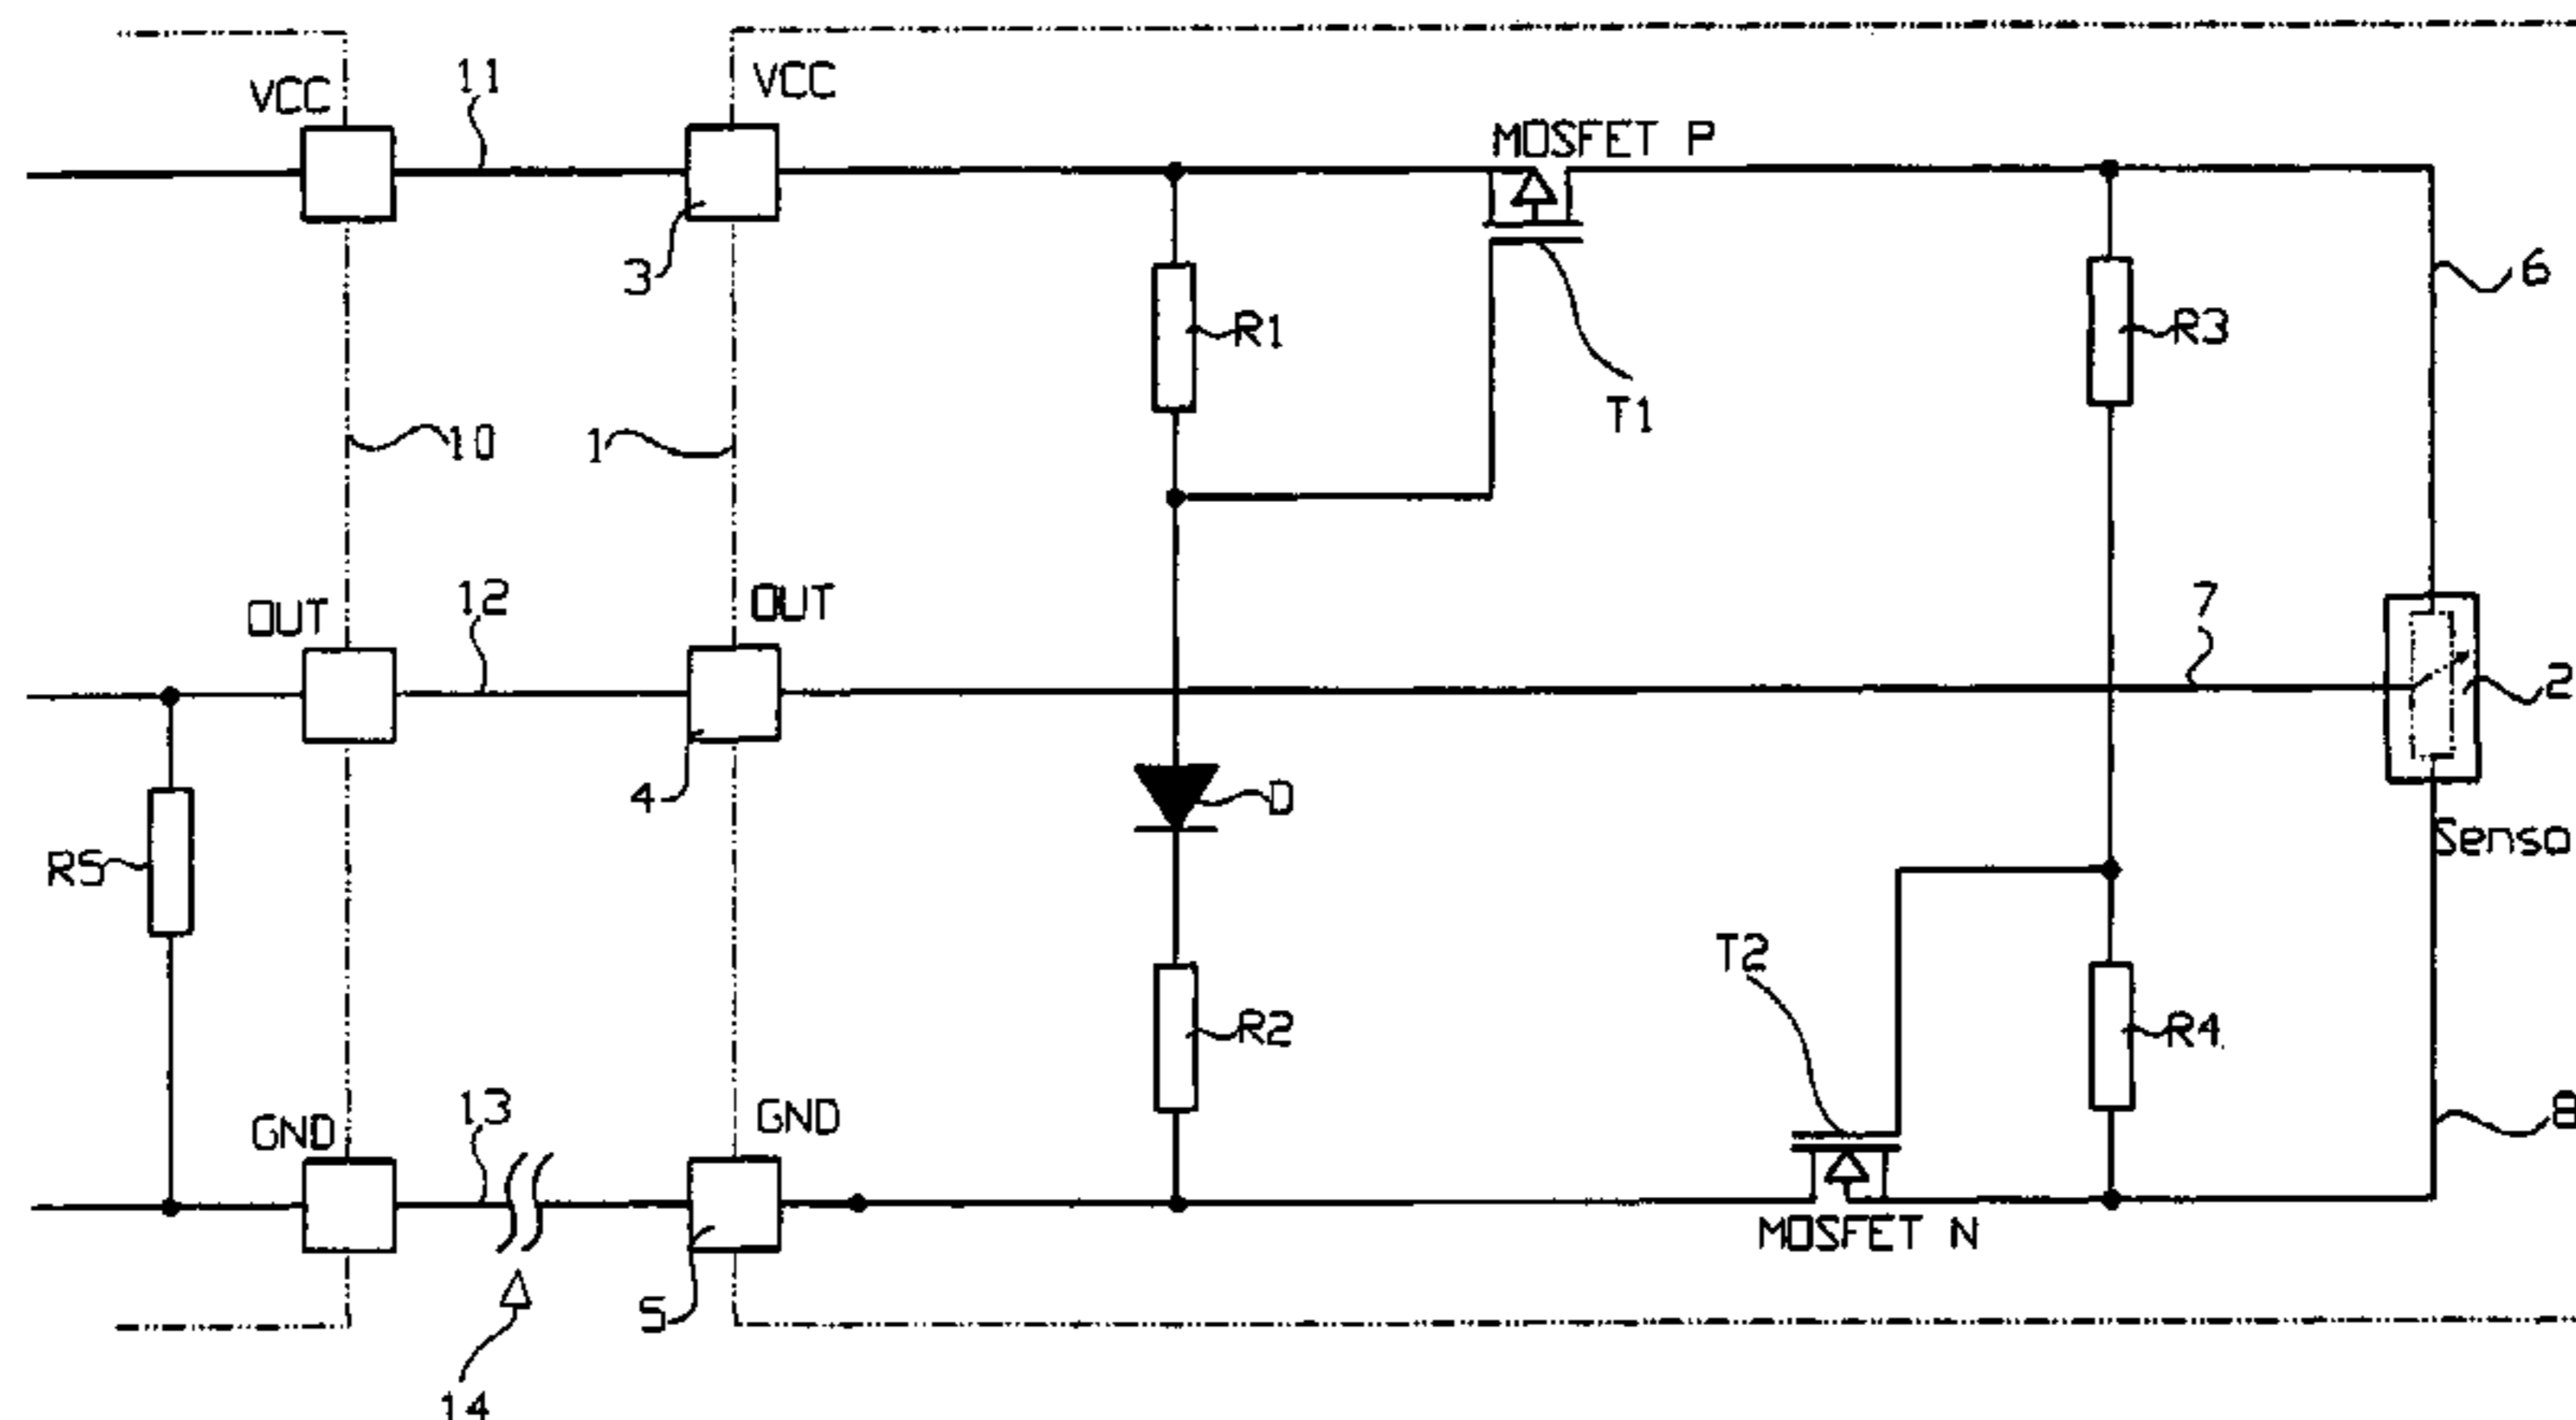 VCC
11
VCC
MOSFET P
3
6
R1
R3
T1
10
1
OUT
12
OUT
7
2
4
D
Senso
R5
T2
R2
R4
13
GND
GND
8
MOSFET N
5
14